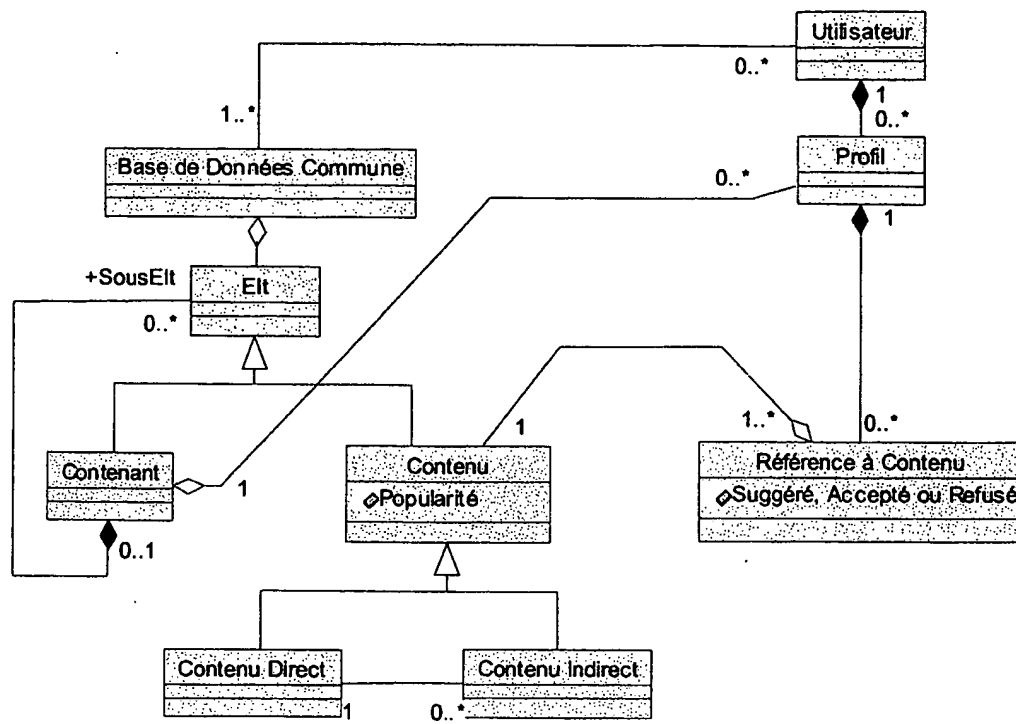 Utilisateur
0..*
1
1..*
0..*
Base de Données Commune
Profil
0..*
1
+SousElt
Elt
0..*
Contenant
1
0..1
Contenu
1
Popularité
1..*
0..*
Référence à Contenu
Suggéré, Accepté ou Refusé
Contenu Direct
Contenu Indirect
1
0..*